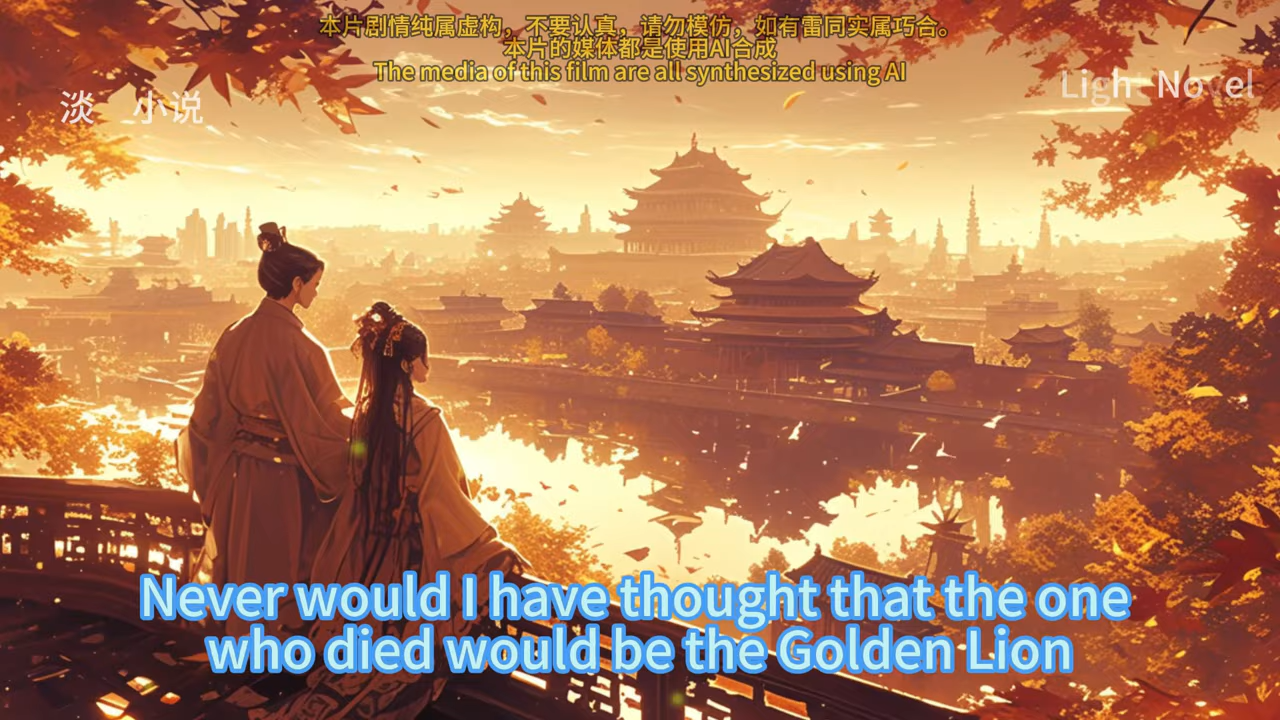 本片剧情纯属虚构，不要认真，请勿模仿，如有雷同实属巧合。
本片的媒体都是使用AI合成
The media of this film are all synthesized using AI
淡 小说
Light Novel
Never would I have thought that the one
who died would be the Golden Lion